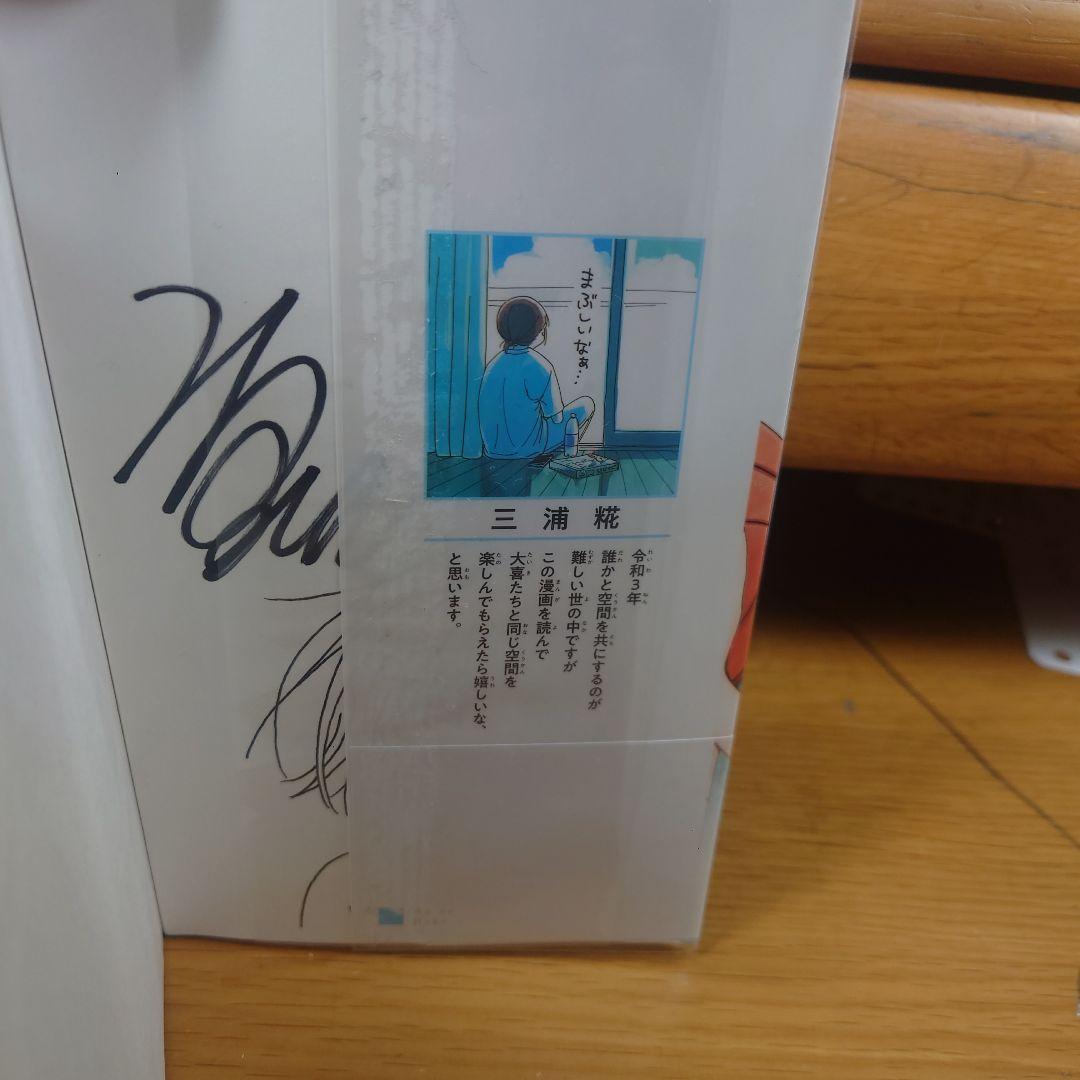 まぶしいなぁ…
三浦糀
令和3年
誰かと空間を共にするのが
難しい世の中ですが
この漫画を読んで
大喜たちと同じ空間を
楽しんでもらえたら嬉しいな、
と思います。